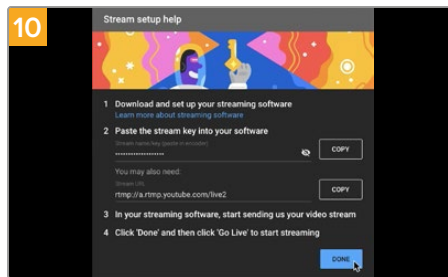 10
Stream setup help
1 Download and set up your streaming software
Learn more about streaming software
2 Paste the stream key into your software
Stream name/key (paste in encoder)
••••••••••••••••••••
COPY
You may also need:
Stream URL
rtmp://a.rtmp.youtube.com/live2
COPY
3 In your streaming software, start sending us your video stream
4 Click 'Done' and then click 'Go Live' to start streaming
DONE